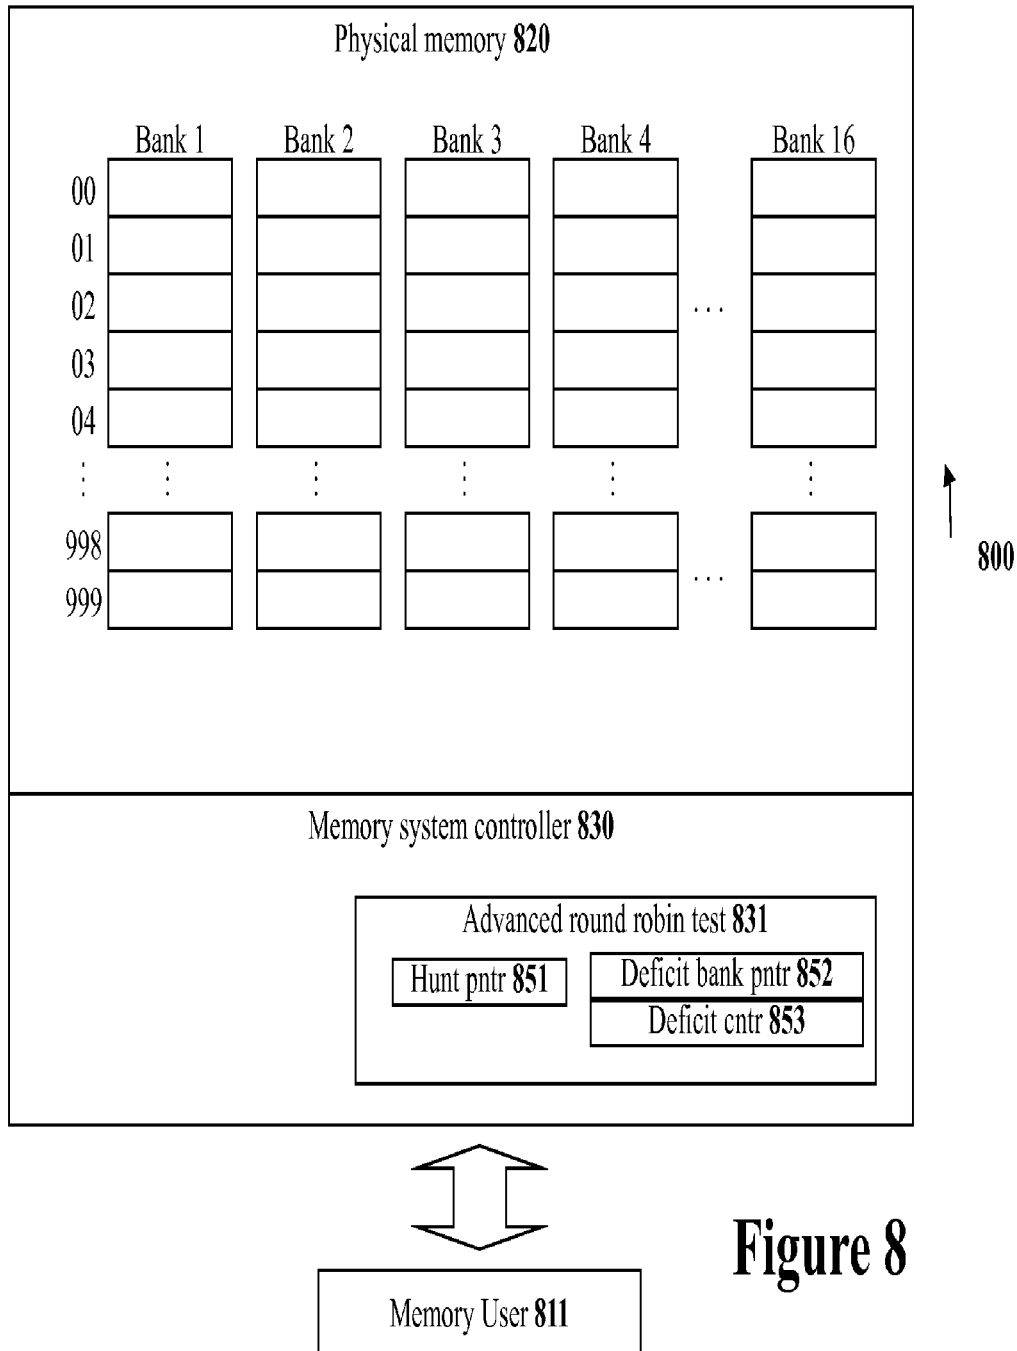 Physical memory 820
Bank 1 Bank 2 Bank 3 Bank 4 Bank 16
00
01
02
...
03
04
998
800
...
999
Memory system controller 830
Advanced round robin test 831
Hunt pntr 851
Deficit bank pntr 852
Deficit cntr 853
Figure 8
Memory User 811